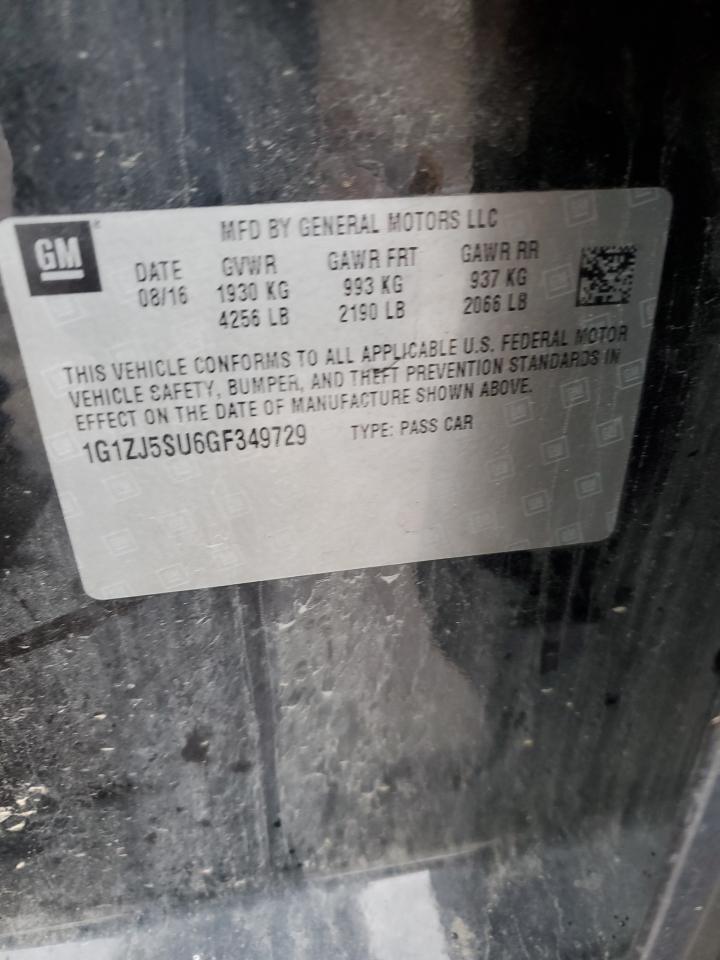 GM
MFD BY GENERAL MOTORS LLC
DATE GVWR GAWR FRT GAWR RR
08/16 1930 KG 993 KG 937 KG
4256 LB 2190 LB 2066 LB
THIS VEHICLE CONFORMS TO ALL APPLICABLE U.S. FEDERAL MOTOR
VEHICLE SAFETY, BUMPER, AND THEFT PREVENTION STANDARDS IN
EFFECT ON THE DATE OF MANUFACTURE SHOWN ABOVE.
1G1ZJ5SU6GF349729 TYPE: PASS CAR